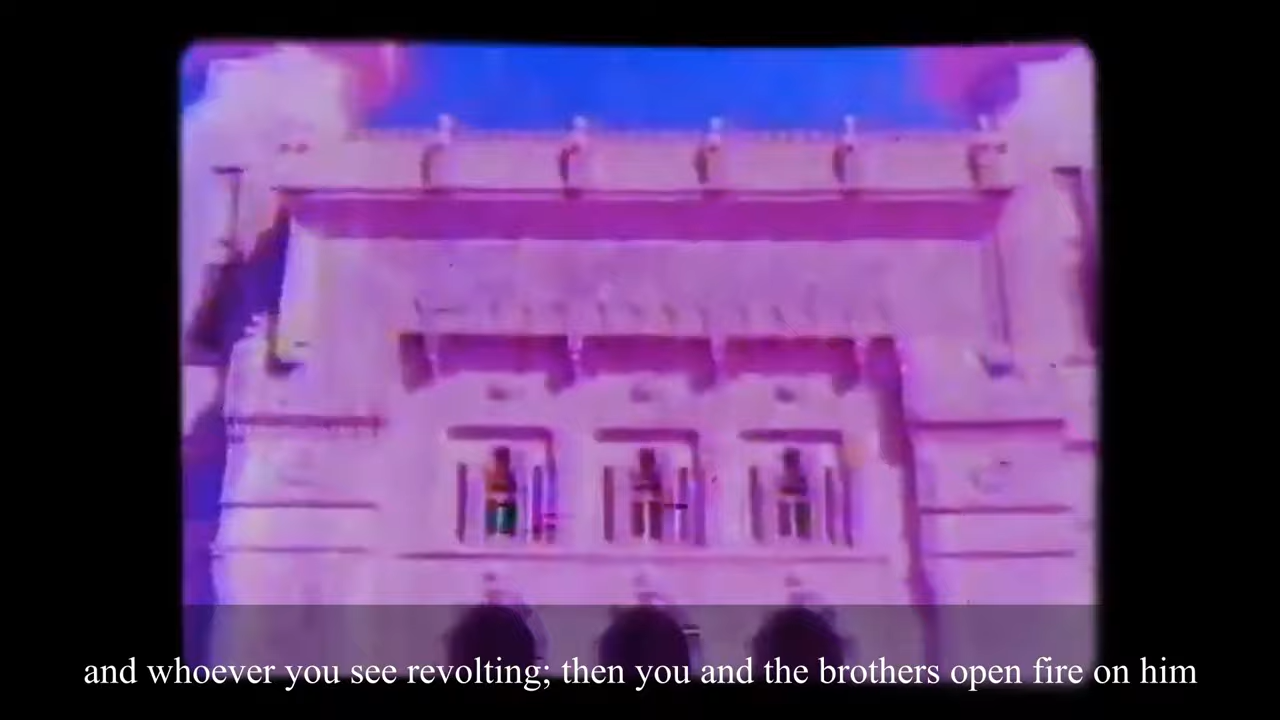 and whoever you see revolting; then you and the brothers open fire on him